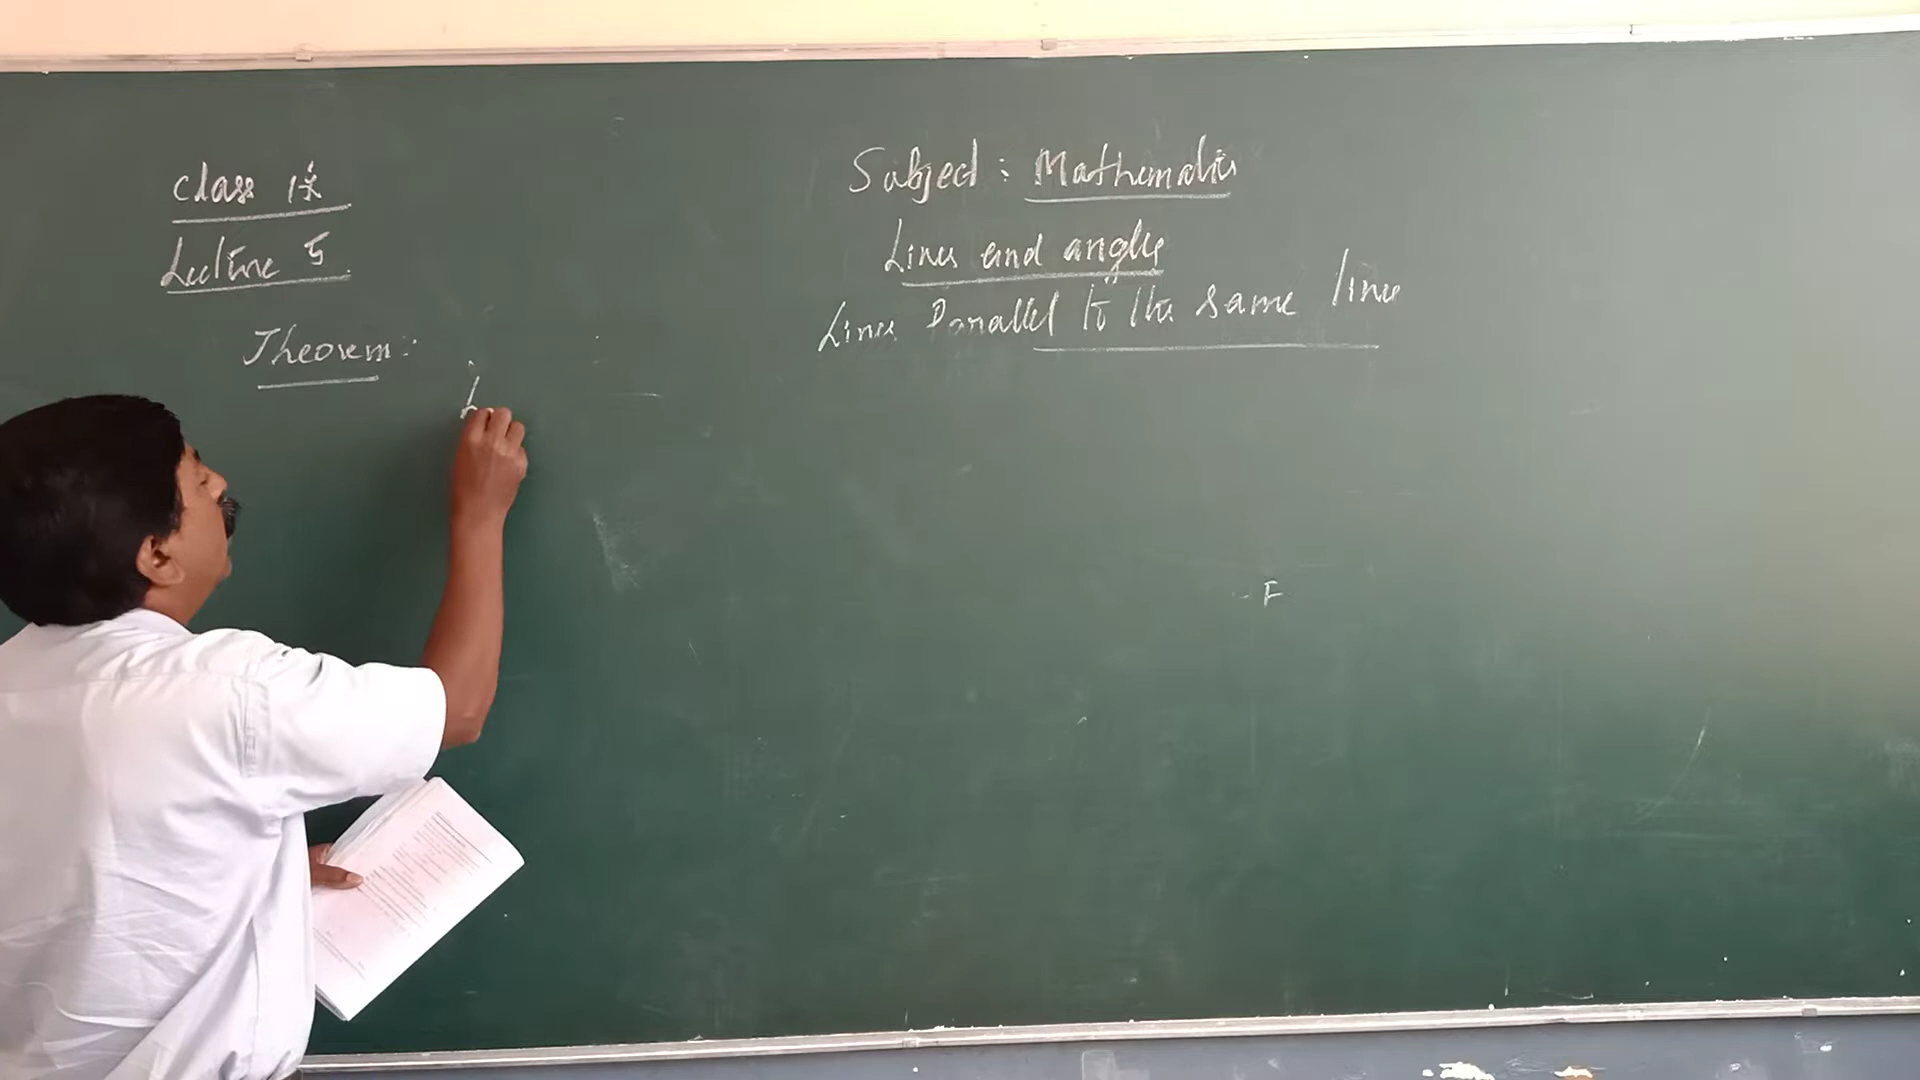 Class IX
Lecture 5
Subject: Mathematics
Lines and angles
Lines Parallel to the same line
Theorem:
L
F